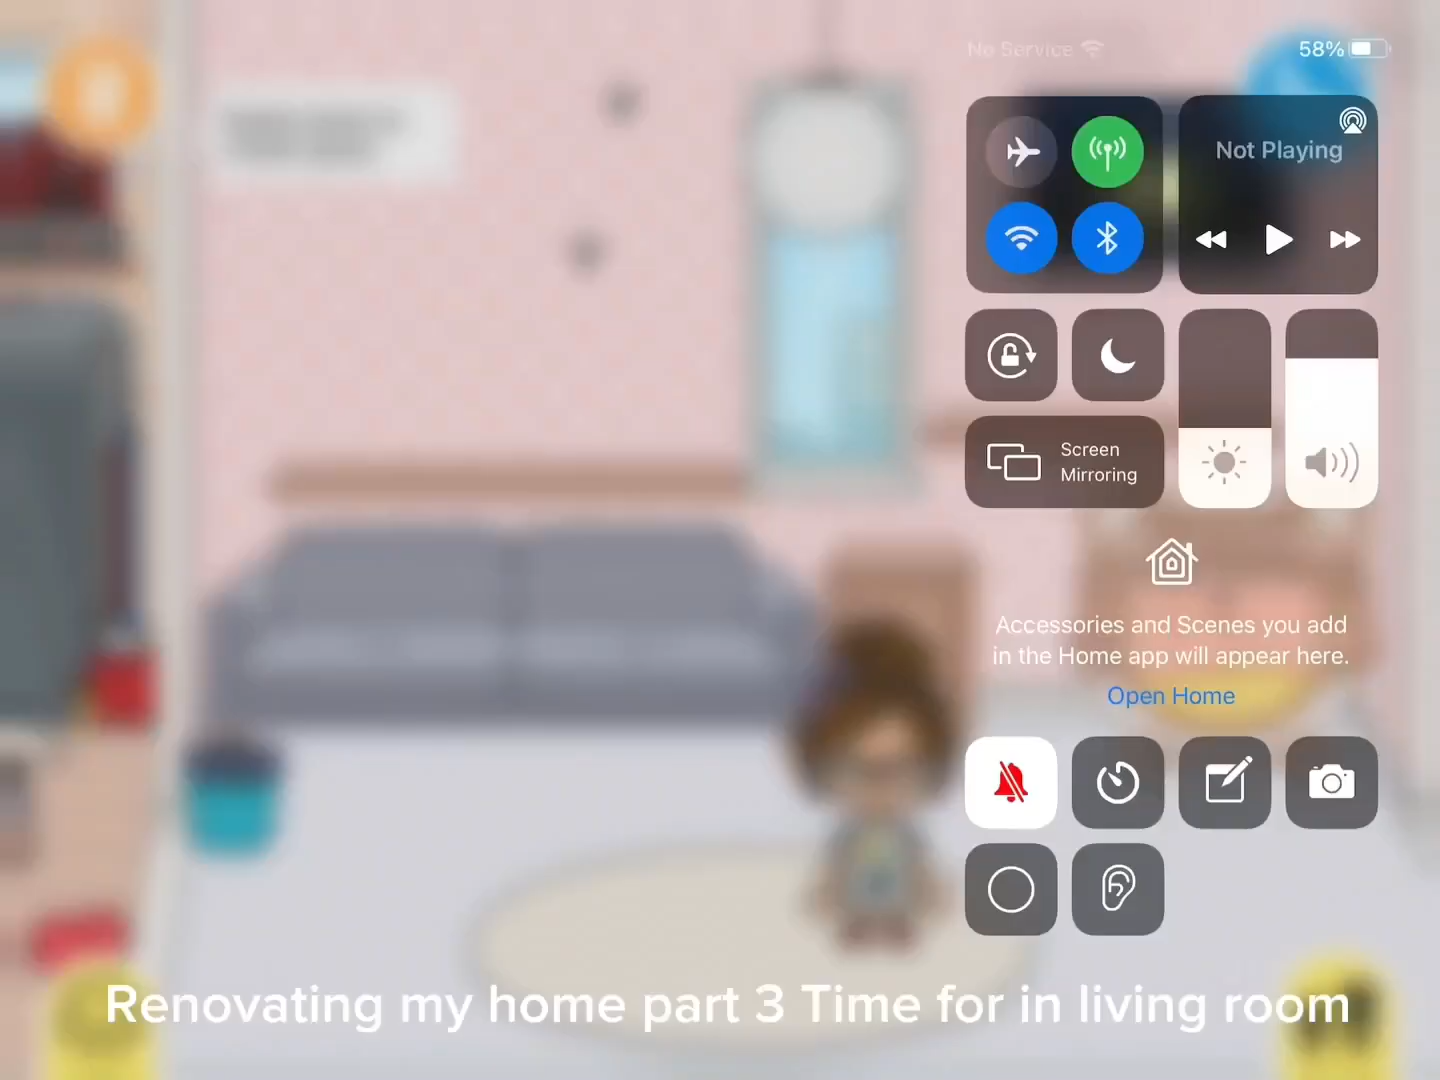 No Service
58%
Not Playing
Screen
Mirroring
Accessories and Scenes you add
in the Home app will appear here.
Open Home
Renovating my home part 3 Time for in living room